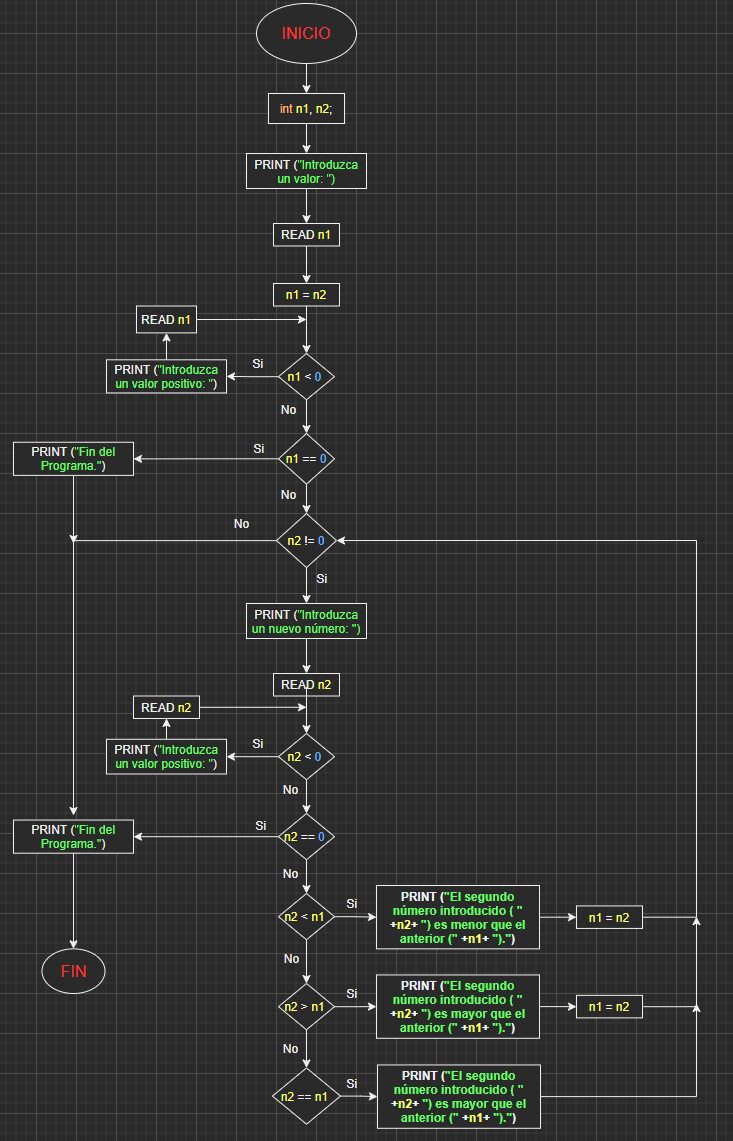 INICIO
int n1, n2;
PRINT ("Introduzca
un valor: ")
READ n1
n1 = n2
READ n1
PRINT ("Introduzca
un valor positivo: ")
Si
n1 < 0
No
PRINT ("Fin del
Programa.")
Si
n1 == 0
No
No
n2 != 0
Si
PRINT ("Introduzca
un nuevo número: ")
READ n2
READ n2
PRINT ("Introduzca
un valor positivo: ")
Si
n2 < 0
No
PRINT ("Fin del
Programa.")
Si
n2 == 0
No
n2 < n1
Si
PRINT ("El segundo
número introducido ( "
+n2+ ") es menor que el
anterior (" +n1+ ").")
n1 = n2
No
FIN
n2 > n1
Si
PRINT ("El segundo
número introducido ( "
+n2+ ") es mayor que el
anterior (" +n1+ ").")
n1 = n2
No
n2 == n1
Si
PRINT ("El segundo
número introducido ( "
+n2+ ") es mayor que el
anterior (" +n1+ ").")